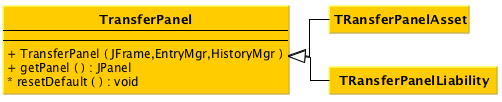 TransferPanel
+ TransferPanel ( JFrame,EntryMgr,HistoryMgr )
+ getPanel ( ) : JPanel
* resetDefault ( ) : void
TRansferPanelAsset
TRansferPanelLiability